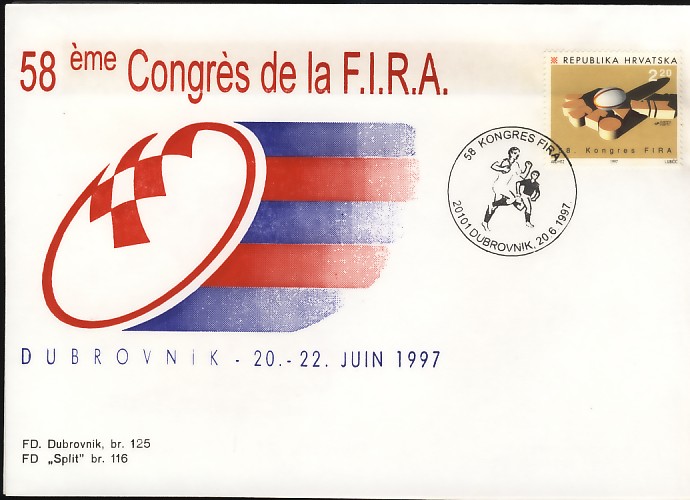 58 ème Congrès de la F.I.R.A.
REPUBLIKA HRVATSKA
2.20
58. Kongres FIRA
1997
58 KONGRES FIRA
20101 DUBROVNIK, 20 6 1997.
DUBROVNIK - 20.-22. JUIN 1997
FD. Dubrovnik, br. 125
FD „Split" br. 116